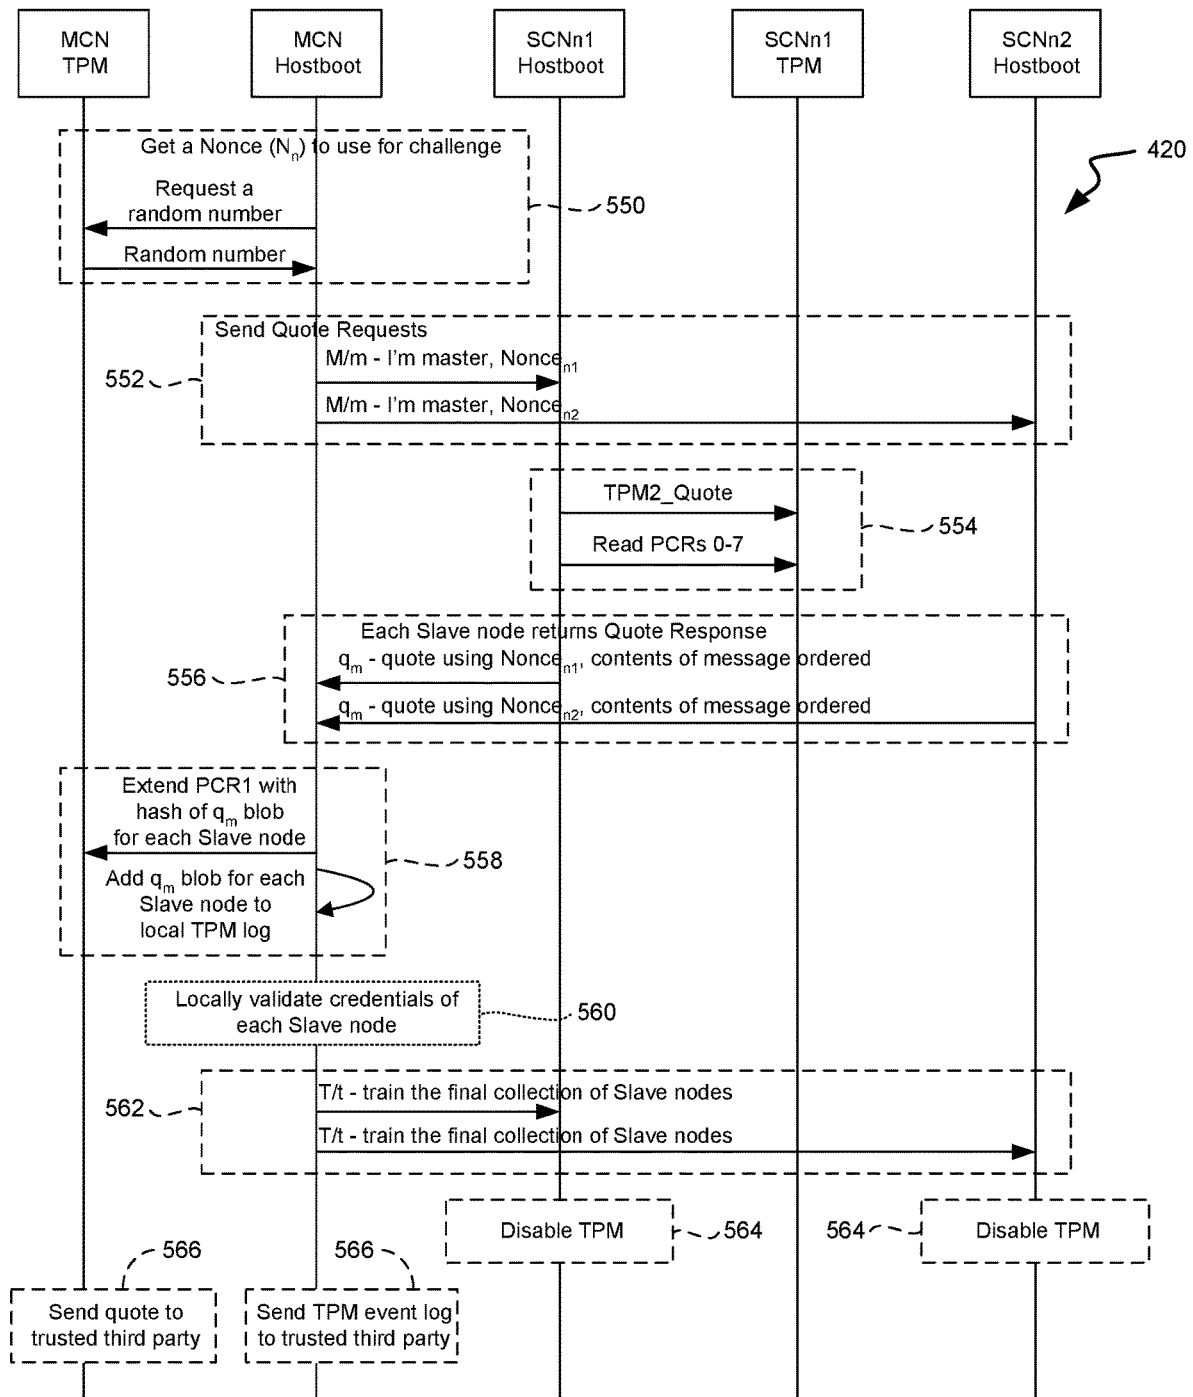 MCN
TPM
MCN
Hostboot
SCNn1
Hostboot
SCNn1
TPM
SCNn2
Hostboot
420
Get a Nonce (Nn) to use for challenge
Request a
random number
Random number
550
Send Quote Requests
M/m - I'm master, Noncen1
M/m - I'm master, Noncen2
552
TPM2_Quote
Read PCRs 0-7
554
Each Slave node returns Quote Response
qm - quote using Noncen1, contents of message ordered
qm - quote using Noncen2, contents of message ordered
556
Extend PCR1 with
hash of qm blob
for each Slave node
Add qm blob for each
Slave node to
local TPM log
558
Locally validate credentials of
each Slave node
560
T/t - train the final collection of Slave nodes
T/t - train the final collection of Slave nodes
562
Disable TPM
564
564
Disable TPM
566
566
Send quote to
trusted third party
Send TPM event log
to trusted third party